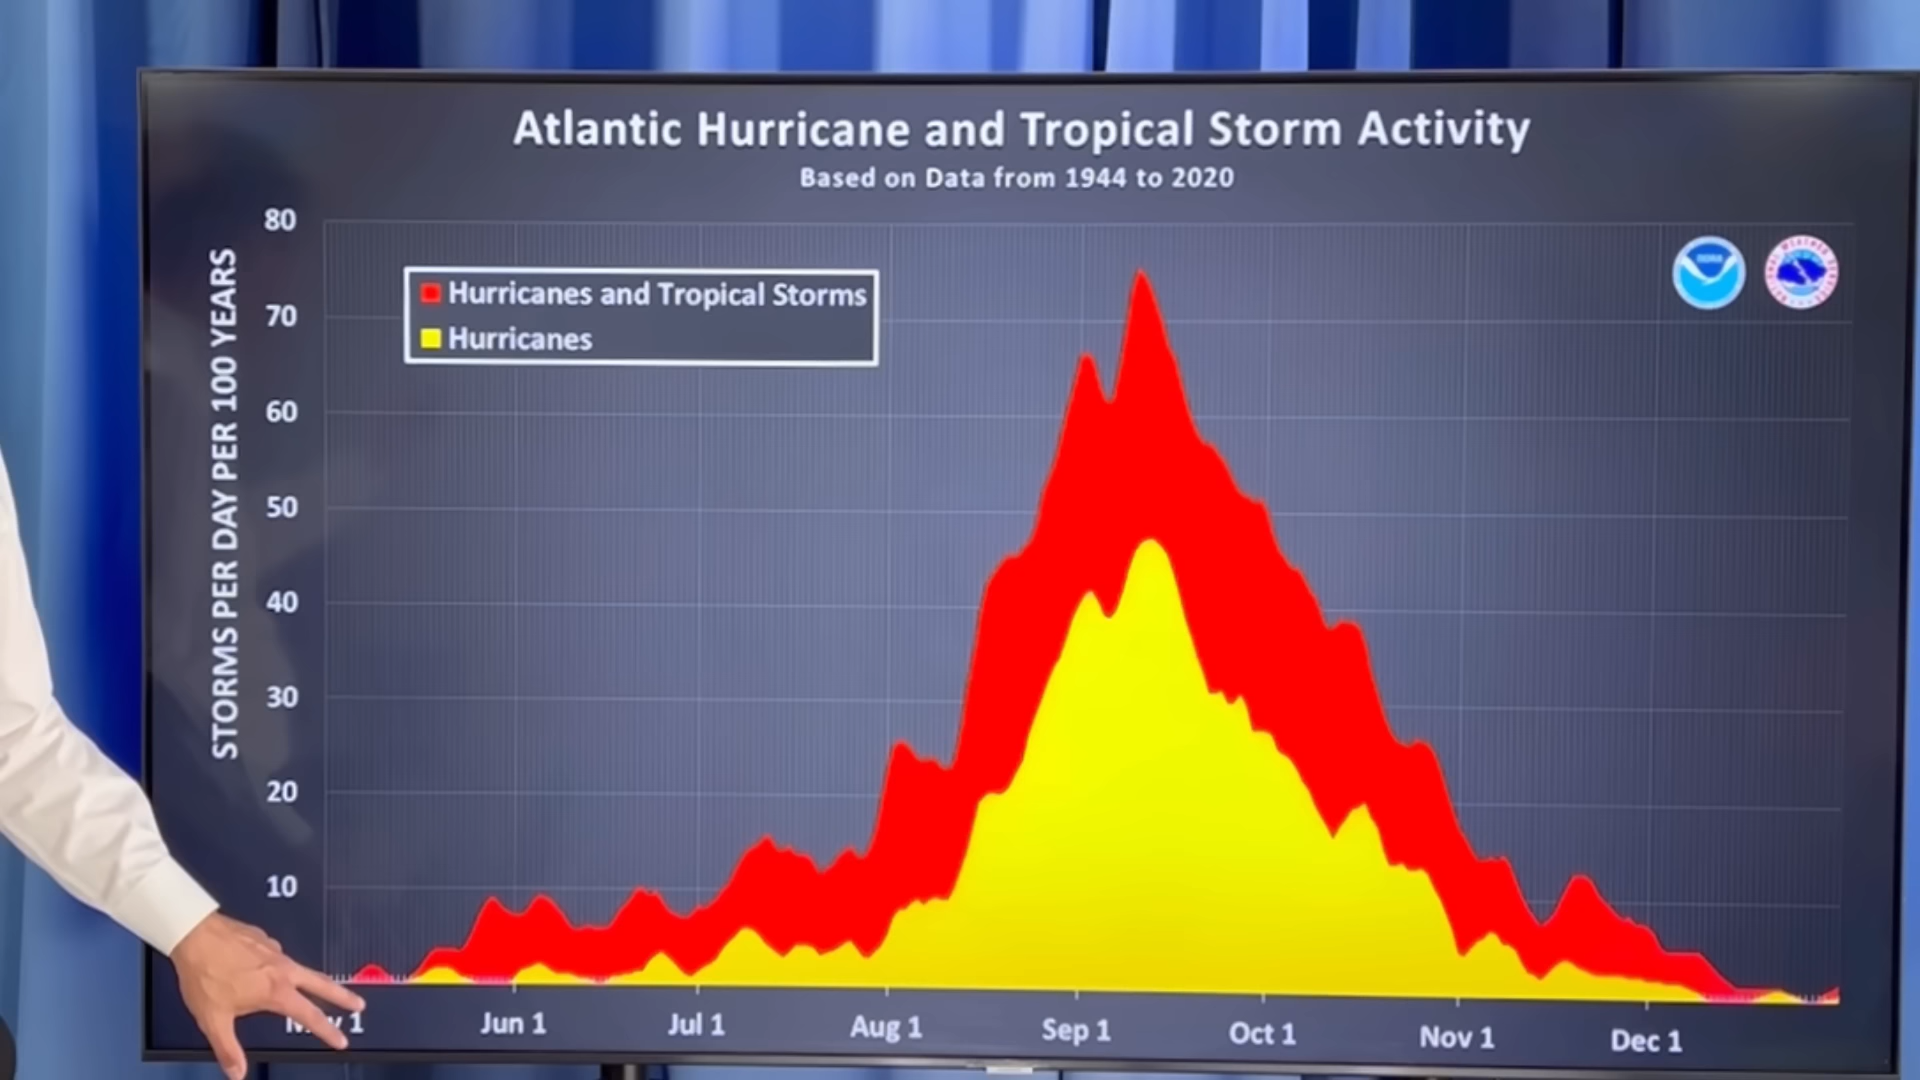 Atlantic Hurricane and Tropical Storm Activity
Based on Data from 1944 to 2020
STORMS PER DAY PER 100 YEARS
80
70
60
50
40
30
20
10
Hurricanes and Tropical Storms
Hurricanes
NOAA
1
Jun 1
Jul 1
Aug 1
Sep 1
Oct 1
Nov 1
Dec 1